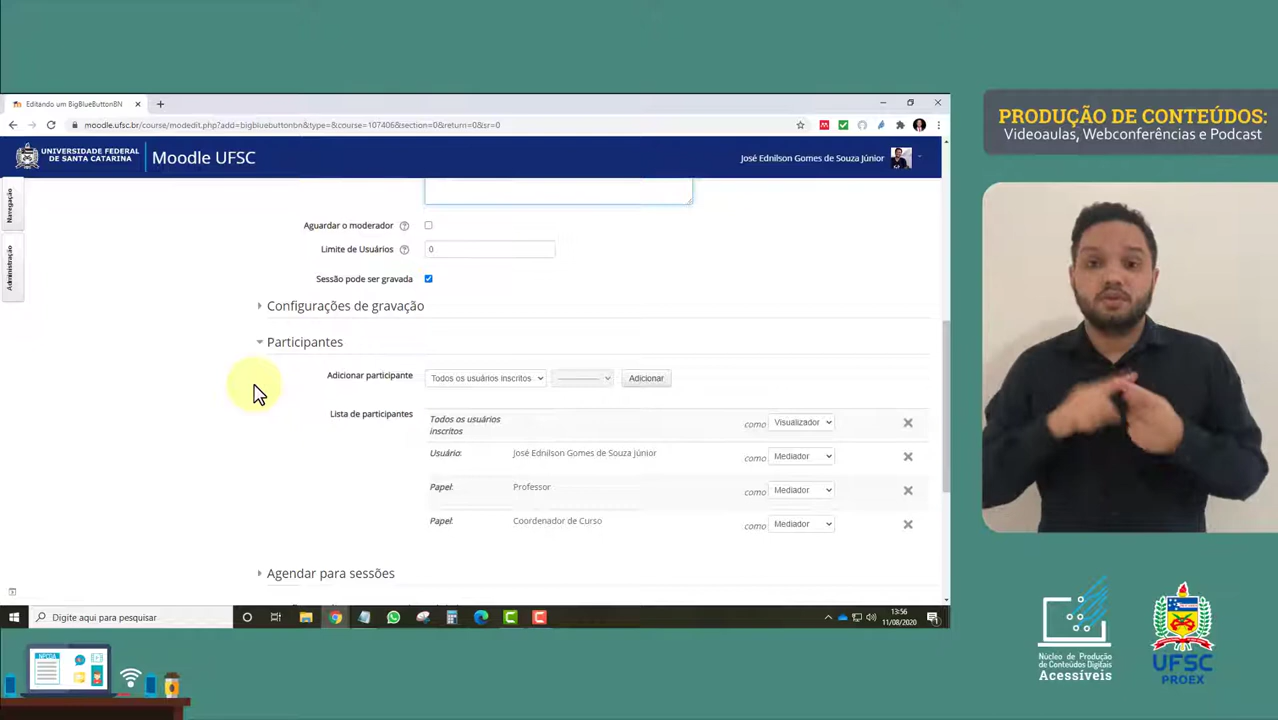 Editando um BigBlueButtonBN
moodle.ufsc.br/course/modedit.php?add=bigbluebuttonbn&type=&course=107406&section=0&return=0&sr=0
UNIVERSIDADE FEDERAL
DE SANTA CATARINA
Moodle UFSC
José Ednilson Gomes de Souza Júnior
Navegação
Administração
Aguardar o moderador
Limite de Usuários
0
Sessão pode ser gravada
Configurações de gravação
Participantes
Adicionar participante
Todos os usuários inscritos
Adicionar
Lista de participantes
Todos os usuários
inscritos
como
Visualizador
Usuário:
José Ednilson Gomes de Souza Júnior
como
Mediador
Papel:
Professor
como
Mediador
Papel:
Coordenador de Curso
como
Mediador
Agendar para sessões
Digite aqui para pesquisar
13:56
11/08/2020
PRODUÇÃO DE CONTEÚDOS:
Videoaulas, Webconferências e Podcast
Núcleo de Produção
de Conteúdos Digitais
Acessíveis
UFSC
PROEX